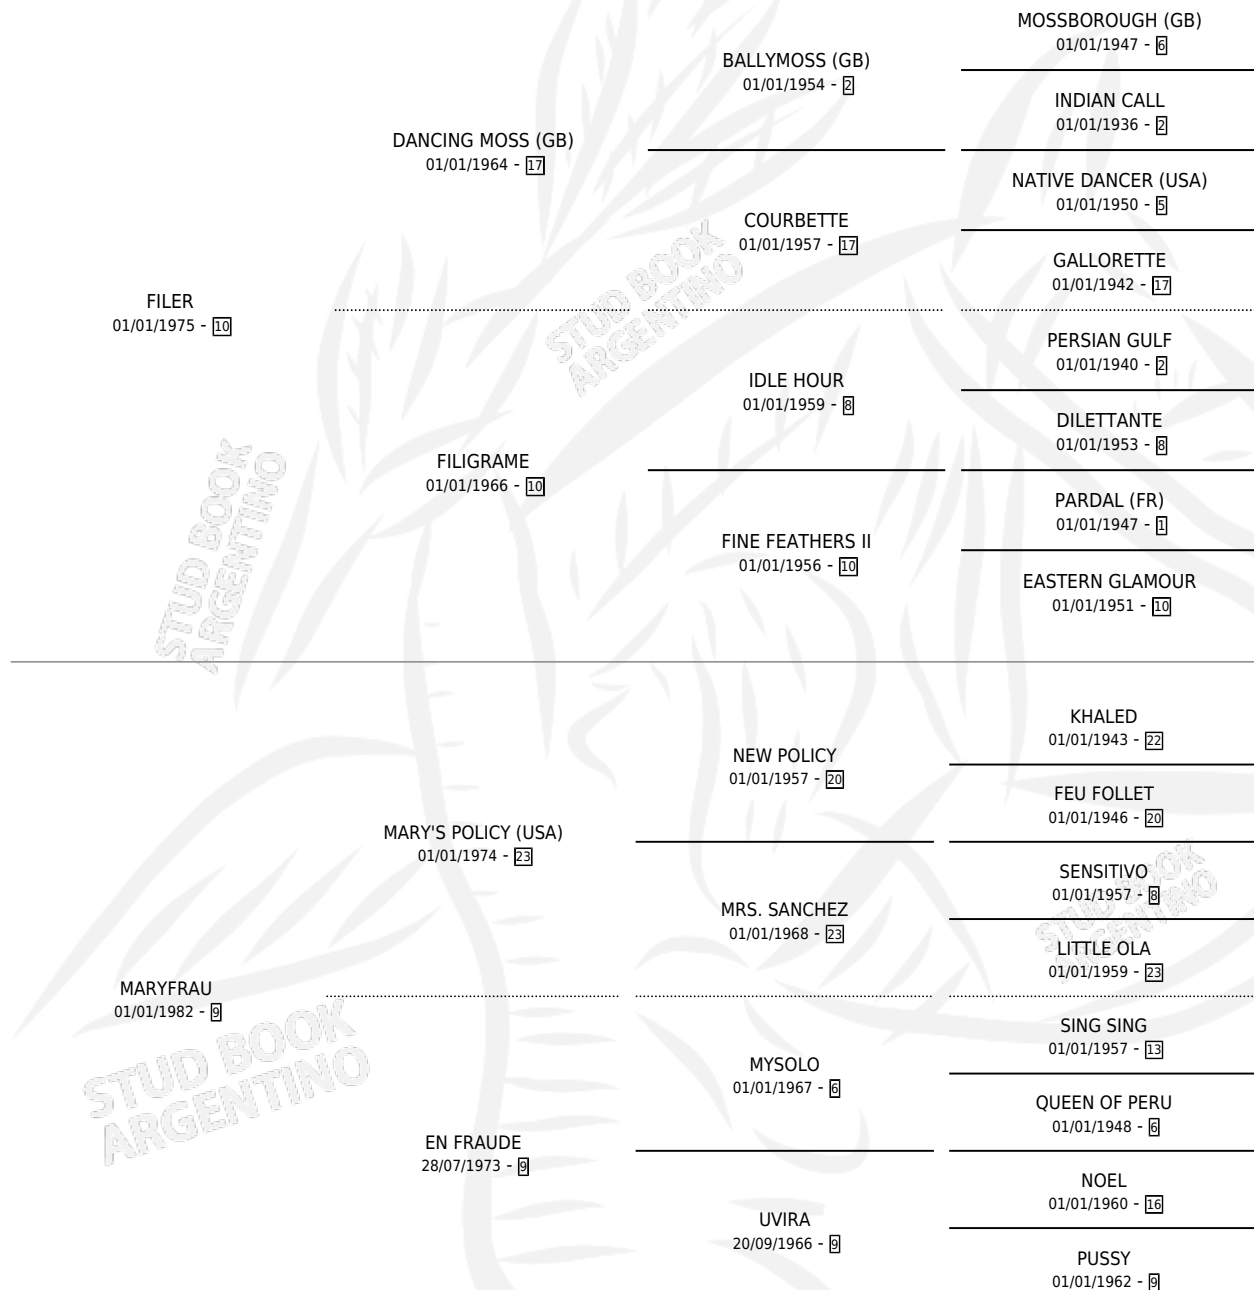 MOSSBOROUGH (GB)
01/01/1947 - 6
BALLYMOSS (GB)
01/01/1954 - 2
INDIAN CALL
01/01/1936 - 2
DANCING MOSS (GB)
01/01/1964 - 17
NATIVE DANCER (USA)
01/01/1950 - 5
COURBETTE
01/01/1957 - 17
GALLORETTE
01/01/1942 - 17
STUD BOOK
ARGENTINO
FILER
01/01/1975 - 10
PERSIAN GULF
01/01/1940 - 2
IDLE HOUR
01/01/1959 - 8
DILETTANTE
01/01/1953 - 8
FILIGRAME
01/01/1966 - 10
PARDAL (FR)
01/01/1947 - 1
FINE FEATHERS II
01/01/1956 - 10
EASTERN GLAMOUR
01/01/1951 - 10
STUD BOOK
ARGENTINO
KHALED
01/01/1943 - 22
NEW POLICY
01/01/1957 - 20
FEU FOLLET
01/01/1946 - 20
MARY'S POLICY (USA)
01/01/1974 - 23
SENSITIVO
01/01/1957 - 8
MRS. SANCHEZ
01/01/1968 - 23
LITTLE OLA
01/01/1959 - 23
STUD BOOK
ARGENTINO
MARYFRAU
01/01/1982 - 9
SING SING
01/01/1957 - 13
MYSOLO
01/01/1967 - 6
QUEEN OF PERU
01/01/1948 - 6
EN FRAUDE
28/07/1973 - 9
NOEL
01/01/1960 - 16
UVIRA
20/09/1966 - 9
PUSSY
01/01/1962 - 9
STUD BOOK
ARGENTINO